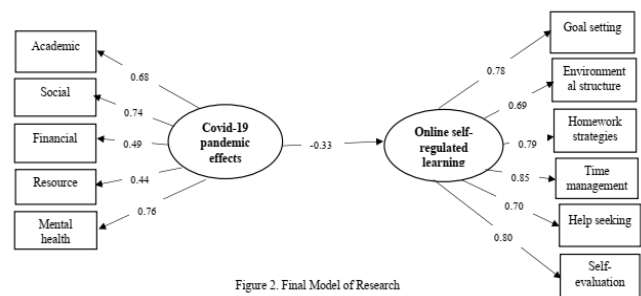 Academic
Social
Financial
Resource
Mental
health
0.68
0.74
0.49
0.44
0.76
Covid-19
pandemic
effects
-0.33
Online self-
regulated
learning
0.78
0.69
0.79
0.85
0.70
0.80
Goal setting
Environment
al structure
Homework
strategies
Time
management
Help seeking
Self-
evaluation
Figure 2. Final Model of Research